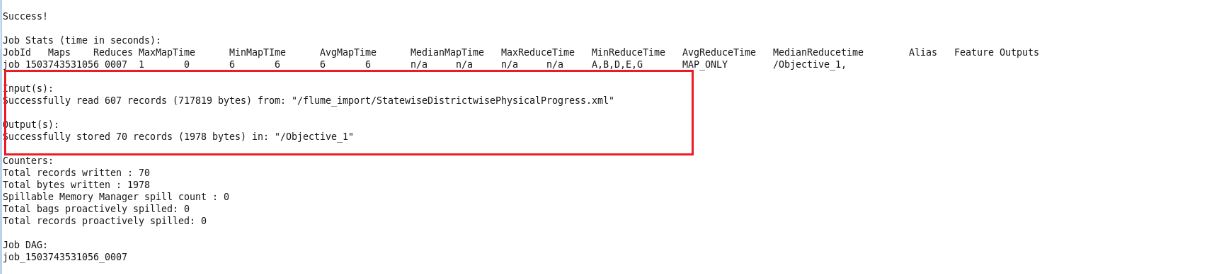 Success!
Job Stats (time in seconds):
JobId Maps Reduces MaxMapTime MinMapTIme AvgMapTime MedianMapTime MaxReduceTime MinReduceTime AvgReduceTime MedianReducetime Alias Feature Outputs
job_1503743531056_0007 1 0 6 6 6 6 n/a n/a n/a n/a A,B,D,E,G MAP_ONLY /Objective_1,
Input(s):
Successfully read 607 records (717819 bytes) from: "/flume_import/StatewiseDistrictwisePhysicalProgress.xml"
Output(s):
Successfully stored 70 records (1978 bytes) in: "/Objective_1"
Counters:
Total records written : 70
Total bytes written : 1978
Spillable Memory Manager spill count : 0
Total bags proactively spilled: 0
Total records proactively spilled: 0
Job DAG:
job_1503743531056_0007